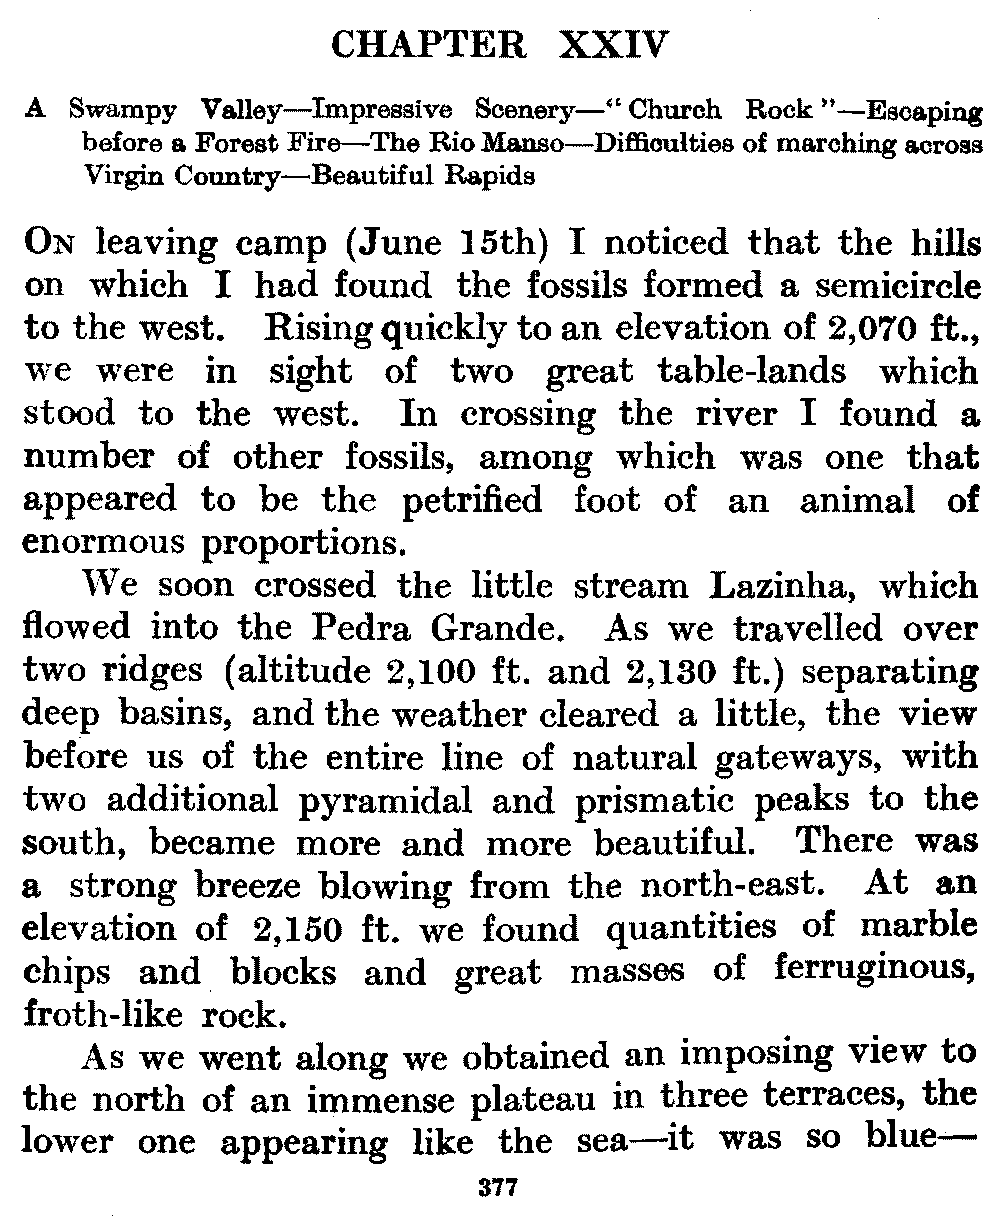 CHAPTER XXIV
A Swampy Valley—Impressive Scenery—“Church Rock”—Escaping
before a Forest Fire—The Rio Manso—Difficulties of marching across
Virgin Country—Beautiful Rapids
ON leaving camp (June 15th) I noticed that the hills
on which I had found the fossils formed a semicircle
to the west. Rising quickly to an elevation of 2,070 ft.,
we were in sight of two great table-lands which
stood to the west. In crossing the river I found a
number of other fossils, among which was one that
appeared to be the petrified foot of an animal of
enormous proportions.
We soon crossed the little stream Lazinha, which
flowed into the Pedra Grande. As we travelled over
two ridges (altitude 2,100 ft. and 2,130 ft.) separating
deep basins, and the weather cleared a little, the view
before us of the entire line of natural gateways, with
two additional pyramidal and prismatic peaks to the
south, became more and more beautiful. There was
a strong breeze blowing from the north-east. At an
elevation of 2,150 ft. we found quantities of marble
chips and blocks and great masses of ferruginous,
froth-like rock.
As we went along we obtained an imposing view to
the north of an immense plateau in three terraces, the
lower one appearing like the sea—it was so blue—
377